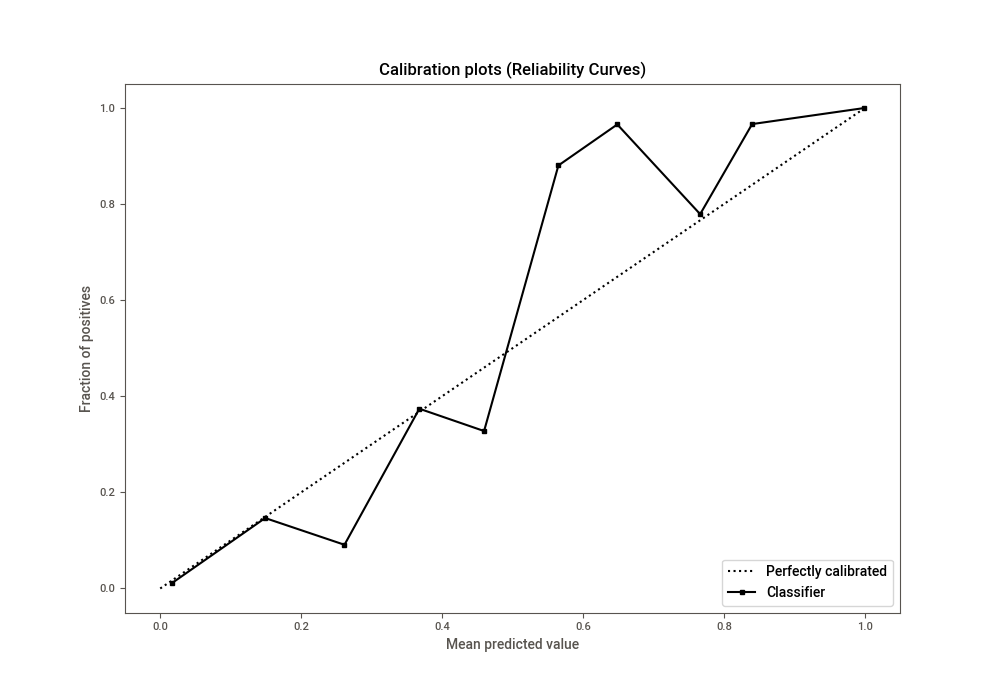 Calibration plots (Reliability Curves)
Fraction of positives
1.0
0.8
0.6
0.4
0.2
0.0
0.0 0.2 0.4 0.6 0.8 1.0
Mean predicted value
Perfectly calibrated
Classifier